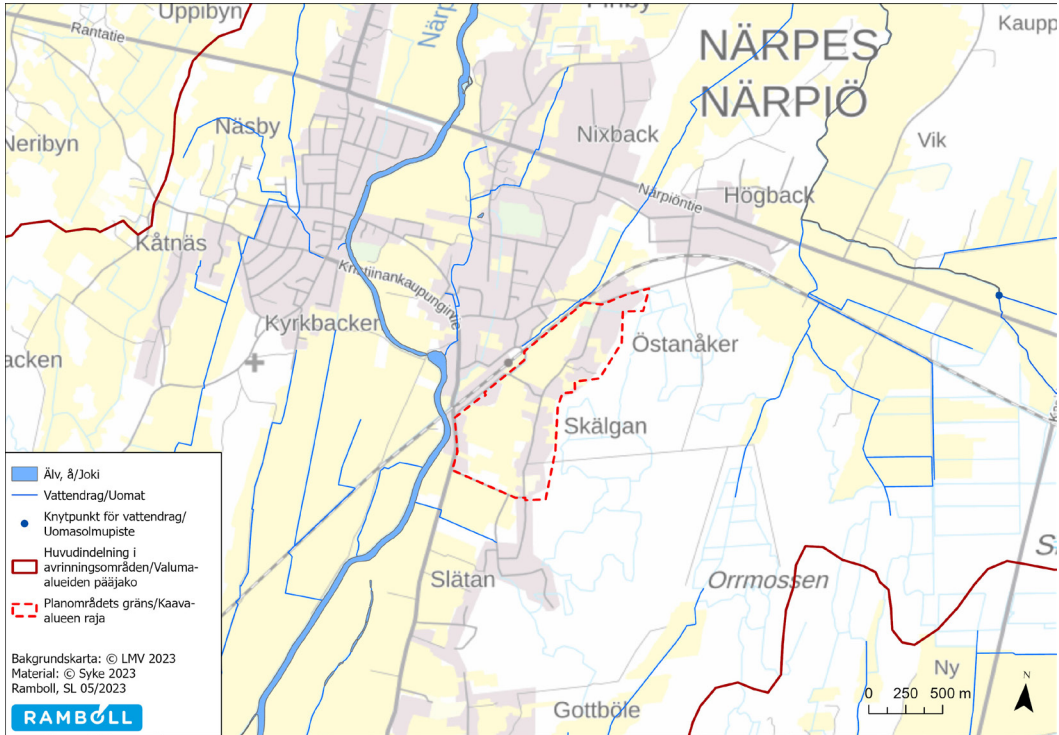 Uppibyn
Finby
Kaupp
Rantatie
Närp
NÄRPES
NÄRPIÖ
Näsby
Nixback
Neribyn
Vik
Närpiöntie
Högback
Kåtnäs
Kristiinankaupungintie
Kyrkbacken
Östanåker
acken
Skälgan
Slätan
Orrmossen
Ny
Gottböle
Älv, å/Joki
Vattendrag/Uomat
Knytpunkt för vattendrag/
Uomasolmupiste
Huvudindelning i
avrinningsområden/Valuma-
alueiden pääjako
Planområdets gräns/Kaava-
alueen raja
Bakgrundskarta: © LMV 2023
Material: © Syke 2023
Ramboll, SL 05/2023
RAMBOLL
0 250 500 m
N